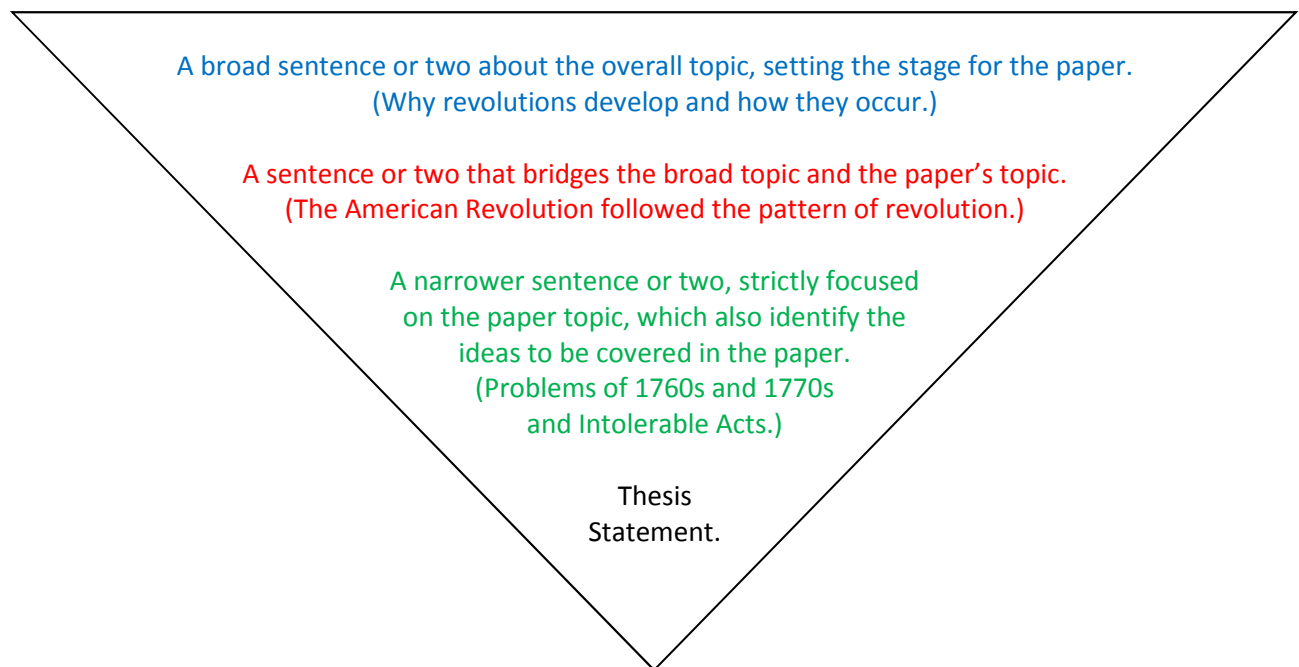 A broad sentence or two about the overall topic, setting the stage for the paper.
(Why revolutions develop and how they occur.)
A sentence or two that bridges the broad topic and the paper’s topic.
(The American Revolution followed the pattern of revolution.)
A narrower sentence or two, strictly focused
on the paper topic, which also identify the
ideas to be covered in the paper.
(Problems of 1760s and 1770s
and Intolerable Acts.)
Thesis
Statement.